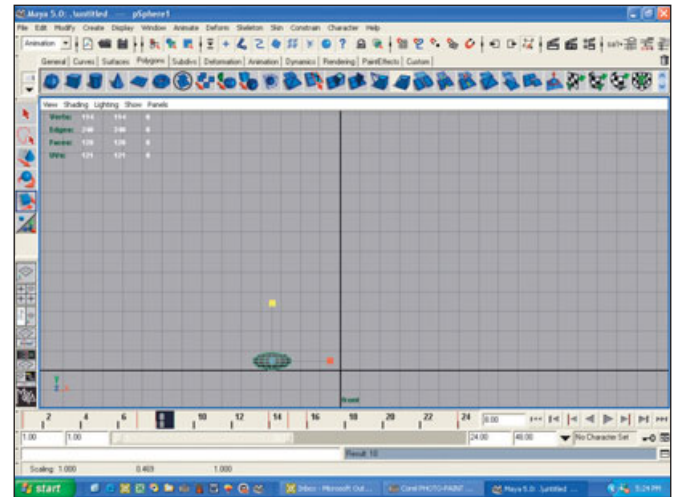 Maya 5.0: .\untitled --- pSphere1
File Edit Modify Create Display Window Animate Deform Skeleton Skin Constrain Character Help
Animation
General Curves Surfaces Polygons Subdivs Deformation Animation Dynamics Rendering PaintEffects Custom
View Shading Lighting Show Panels
Verts: 114 114 0
Edges: 240 240 0
Faces: 128 128 0
UVs: 121 121 0
Y
front
2 4 6 8 10 12 14 16 18 20 22 24 8.00
1.00 1.00 24.00 48.00 No Character Set
Result: 10
Scaling: 1.000 0.469 1.000
start Inbox - Microsoft Out... Corel PHOTO-PAINT ... Maya 5.0: .\untitled ... 5:24 PM